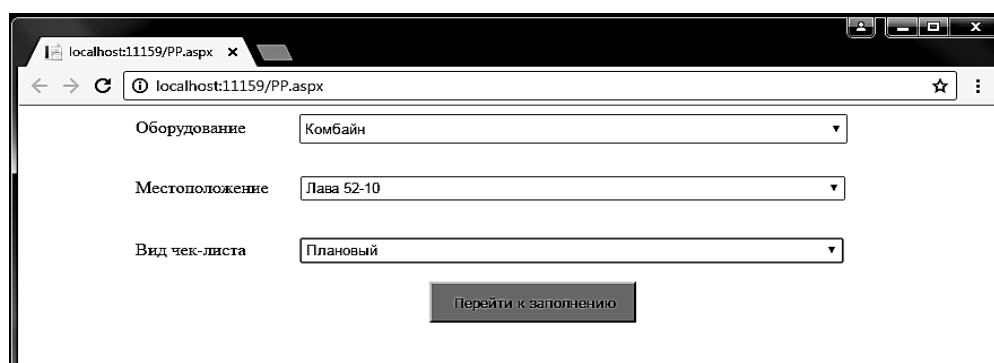 localhost:11159/PP.aspx
localhost:11159/PP.aspx
Оборудование Комбайн
Местоположение Лава 52-10
Вид чек-листа Плановый
Перейти к заполнению